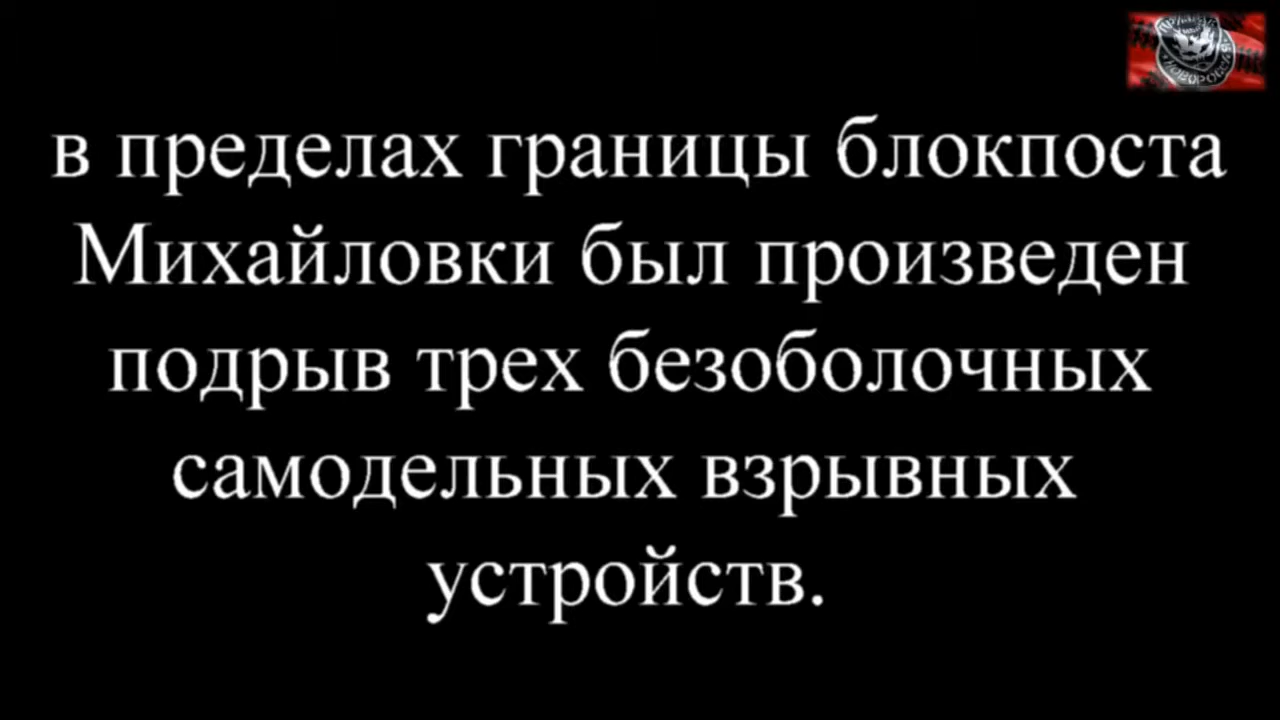 в пределах границы блокпоста
Михайловки был произведен
подрыв трех безоболочных
самодельных взрывных
устройств.